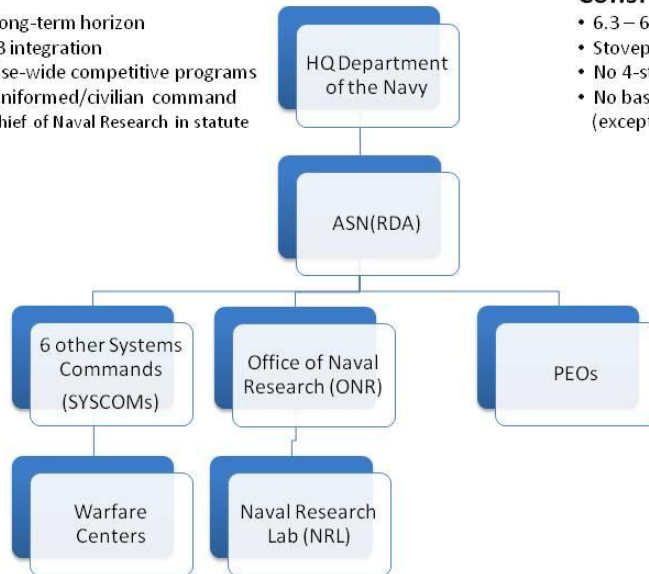 ong-term horizon
3 integration
se-wide competitive programs
niformed/civilian command
hief of Naval Research in statute
• 6.3 – 6
• Stovep
• No 4-s
• No bas
(except
HQ Department
of the Navy
ASN(RDA)
6 other Systems
Commands
(SYSCOMs)
Office of Naval
Research (ONR)
PEOs
Warfare
Centers
Naval Research
Lab (NRL)